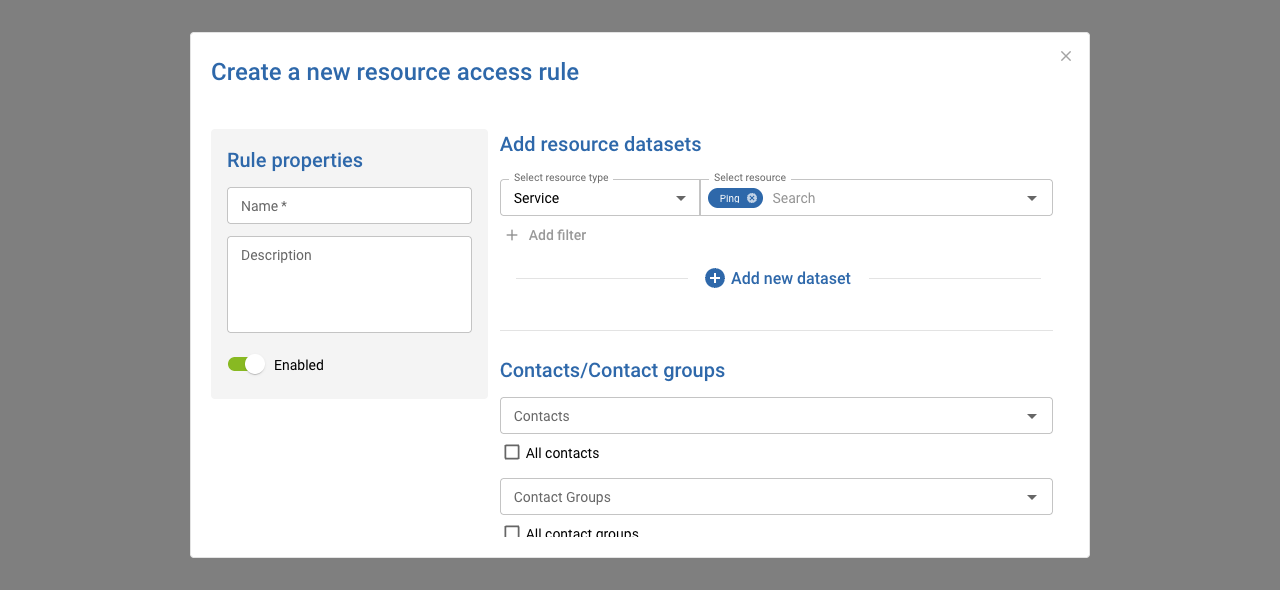 Create a new resource access rule
Rule properties
Name *
Description
Enabled
Add resource datasets
Select resource type
Service
Select resource
Ping
Search
Add filter
Add new dataset
Contacts/Contact groups
Contacts
All contacts
Contact Groups
All contact groups